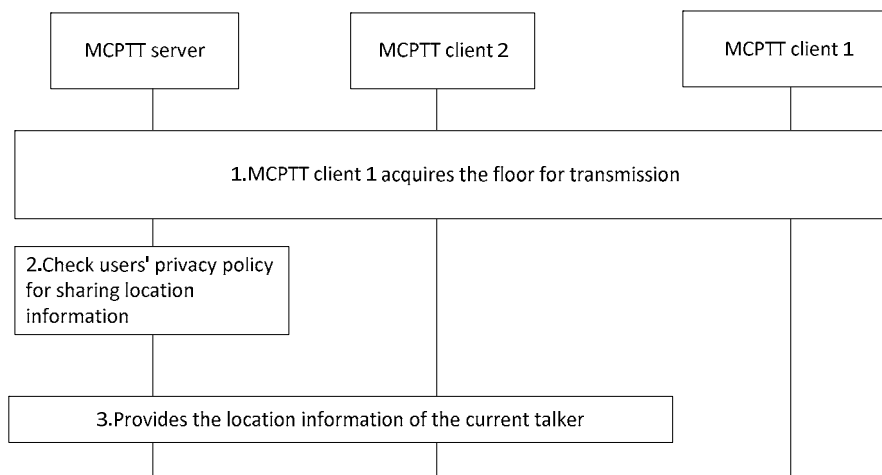 MCPTT server
MCPTT client 2
MCPTT client 1
1.MCPTT client 1 acquires the floor for transmission
2.Check users' privacy policy
for sharing location
information
3.Provides the location information of the current talker